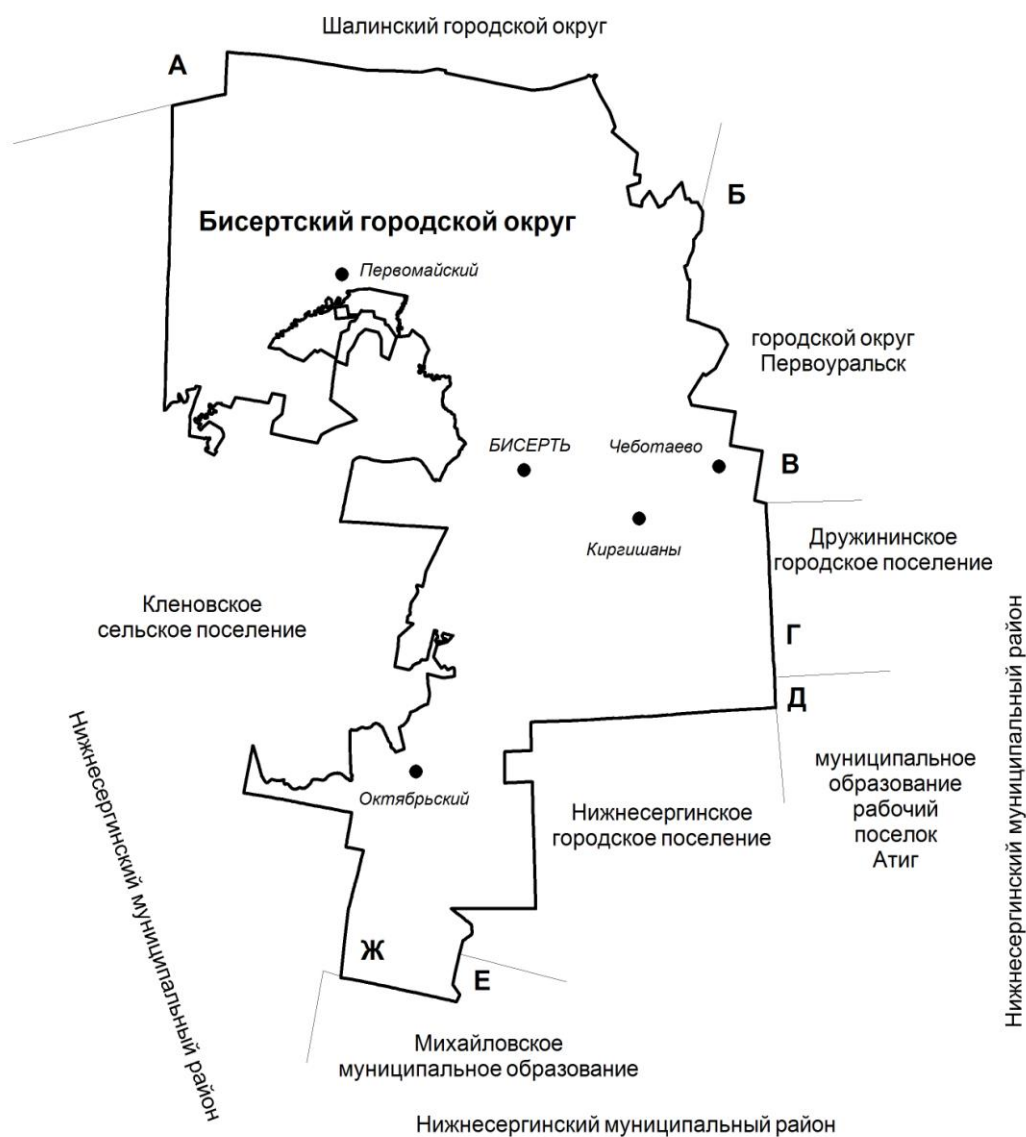 Шалинский городской округ
А
Б
Бисертский городской округ
Первомайский
городской округ
Первоуральск
БИСЕРТЬ
Чеботаево
В
Киргишаны
Дружининское
городское поселение
Кленовское
сельское поселение
Г
Д
Нижнесергинский муниципальный район
муниципальное
образование
рабочий
поселок
Атиг
Октябрьский
Нижнесергинское
городское поселение
Нижнесергинский муниципальный район
Ж
Е
Михайловское
муниципальное образование
Нижнесергинский муниципальный район